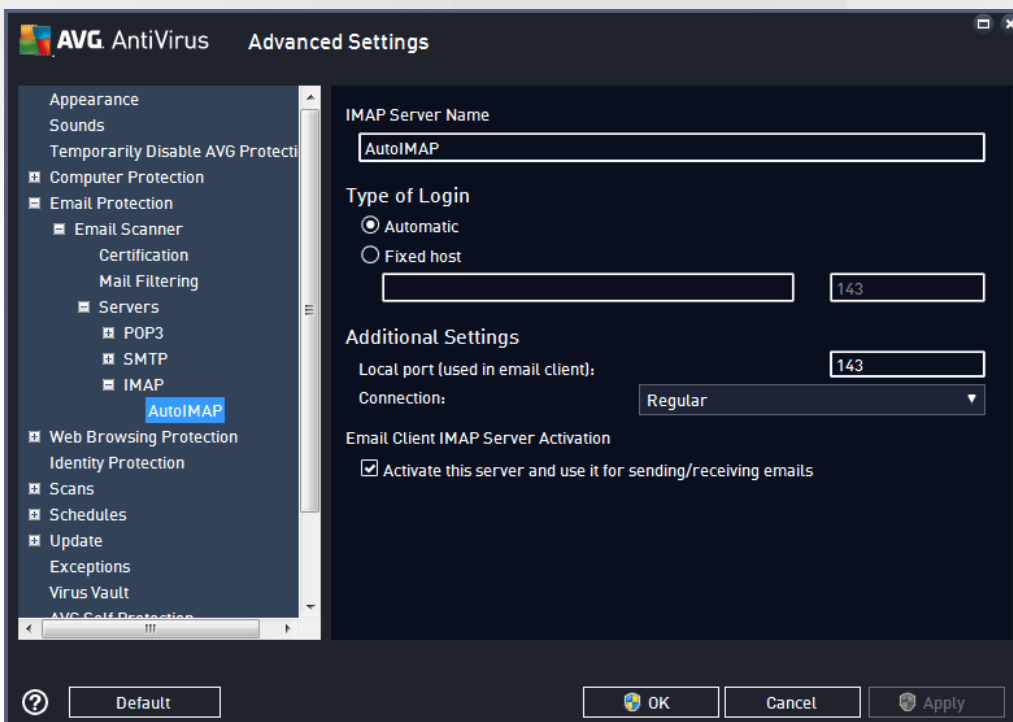 AVG AntiVirus Advanced Settings
Appearance
Sounds
Temporarily Disable AVG Protecti
Computer Protection
Email Protection
Email Scanner
Certification
Mail Filtering
Servers
POP3
SMTP
IMAP
AutoIMAP
Web Browsing Protection
Identity Protection
Scans
Schedules
Update
Exceptions
Virus Vault
AVG Self Protection
IMAP Server Name
AutoIMAP
Type of Login
Automatic
Fixed host
143
Additional Settings
Local port (used in email client): 143
Connection: Regular
Email Client IMAP Server Activation
Activate this server and use it for sending/receiving emails
? Default OK Cancel Apply